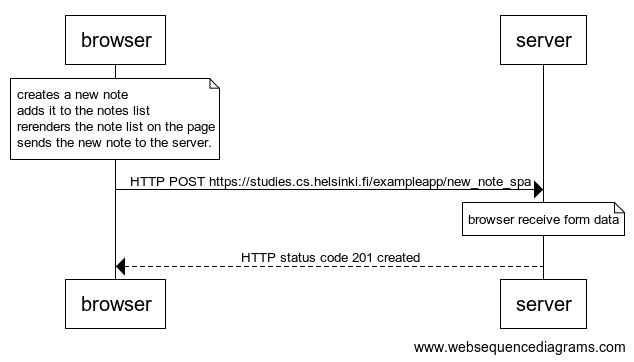 browser
server
creates a new note
adds it to the notes list
rerenders the note list on the page
sends the new note to the server.
HTTP POST https://studies.cs.helsinki.fi/exampleapp/new_note_spa
browser receive form data
HTTP status code 201 created
browser
server
www.websequencediagrams.com